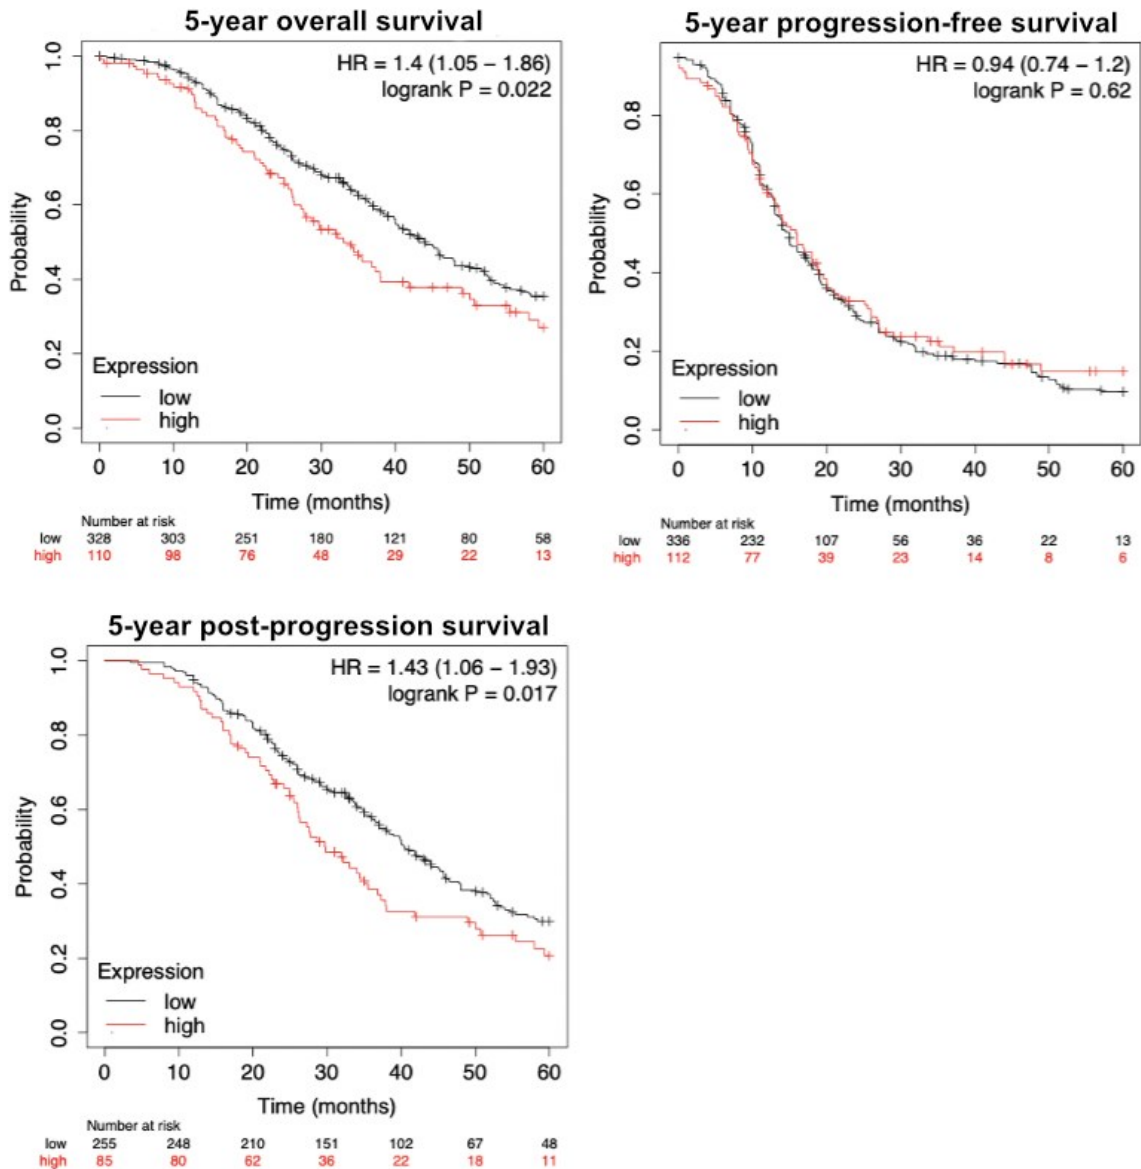 5-year overall survival
HR = 1.4 (1.05 – 1.86)
logrank P = 0.022
Probability
1.0
0.8
0.6
0.4
0.2
0.0
Expression
low
high
0 10 20 30 40 50 60
Time (months)
Number at risk
low 328 303 251 180 121 80 58
high 110 98 76 48 29 22 13
5-year progression-free survival
HR = 0.94 (0.74 – 1.2)
logrank P = 0.62
Probability
0.8
0.6
0.4
0.2
0.0
Expression
low
high
0 10 20 30 40 50 60
Time (months)
Number at risk
low 336 232 107 56 36 22 13
high 112 77 39 23 14 8 6
5-year post-progression survival
HR = 1.43 (1.06 – 1.93)
logrank P = 0.017
Probability
1.0
0.8
0.6
0.4
0.2
0.0
Expression
low
high
0 10 20 30 40 50 60
Time (months)
Number at risk
low 255 248 210 151 102 67 48
high 85 80 62 36 22 18 11